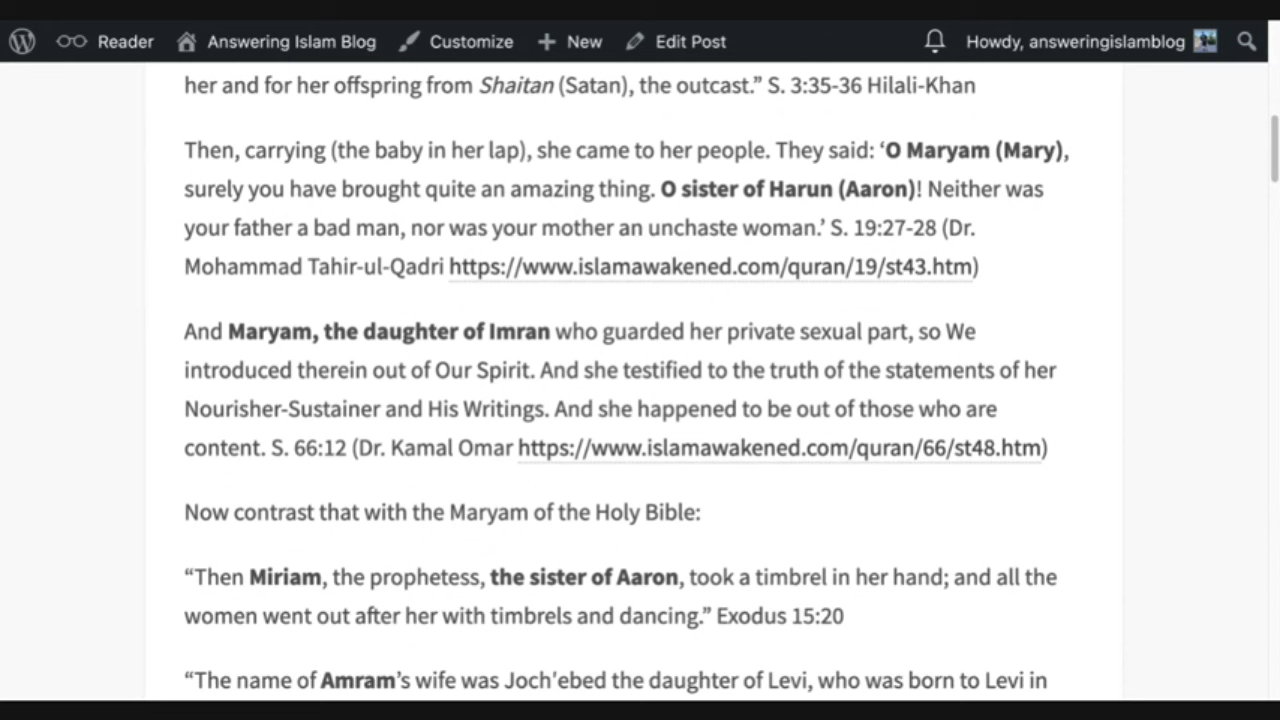 Reader Answering Islam Blog Customize New Edit Post Howdy, answeringislamblog
her and for her offspring from Shaitan (Satan), the outcast.” S. 3:35-36 Hilali-Khan
Then, carrying (the baby in her lap), she came to her people. They said: ‘O Maryam (Mary),
surely you have brought quite an amazing thing. O sister of Harun (Aaron)! Neither was
your father a bad man, nor was your mother an unchaste woman.’ S. 19:27-28 (Dr.
Mohammad Tahir-ul-Qadri https://www.islamawakened.com/quran/19/st43.htm)
And Maryam, the daughter of Imran who guarded her private sexual part, so We
introduced therein out of Our Spirit. And she testified to the truth of the statements of her
Nourisher-Sustainer and His Writings. And she happened to be out of those who are
content. S. 66:12 (Dr. Kamal Omar https://www.islamawakened.com/quran/66/st48.htm)
Now contrast that with the Maryam of the Holy Bible:
“Then Miriam, the prophetess, the sister of Aaron, took a timbrel in her hand; and all the
women went out after her with timbrels and dancing.” Exodus 15:20
“The name of Amram’s wife was Joch'ebed the daughter of Levi, who was born to Levi in